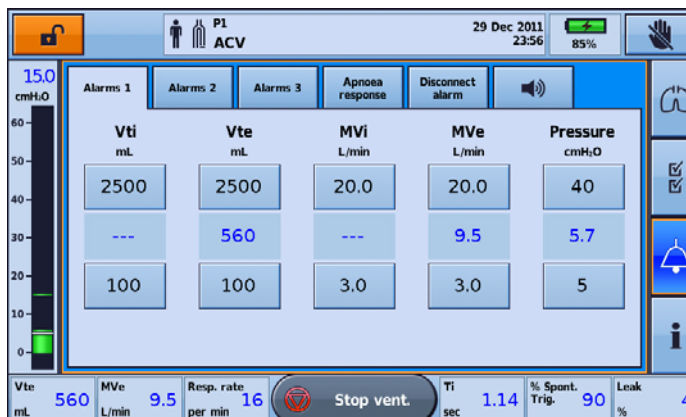 P1
ACV
29 Dec 2011
23:56
85%
15.0
cmH₂O
60
50
40
30
20
10
0
Alarms 1
Alarms 2
Alarms 3
Apnoea
response
Disconnect
alarm
Vti Vte MVi MVe Pressure
mL mL L/min L/min cmH₂O
2500 2500 20.0 20.0 40
--- 560 --- 9.5 5.7
100 100 3.0 3.0 5
Vte
mL
560
MVe
L/min
9.5
Resp. rate
per min
16
Stop vent.
Ti
sec
1.14
% Spont.
Trig.
90
Leak
%